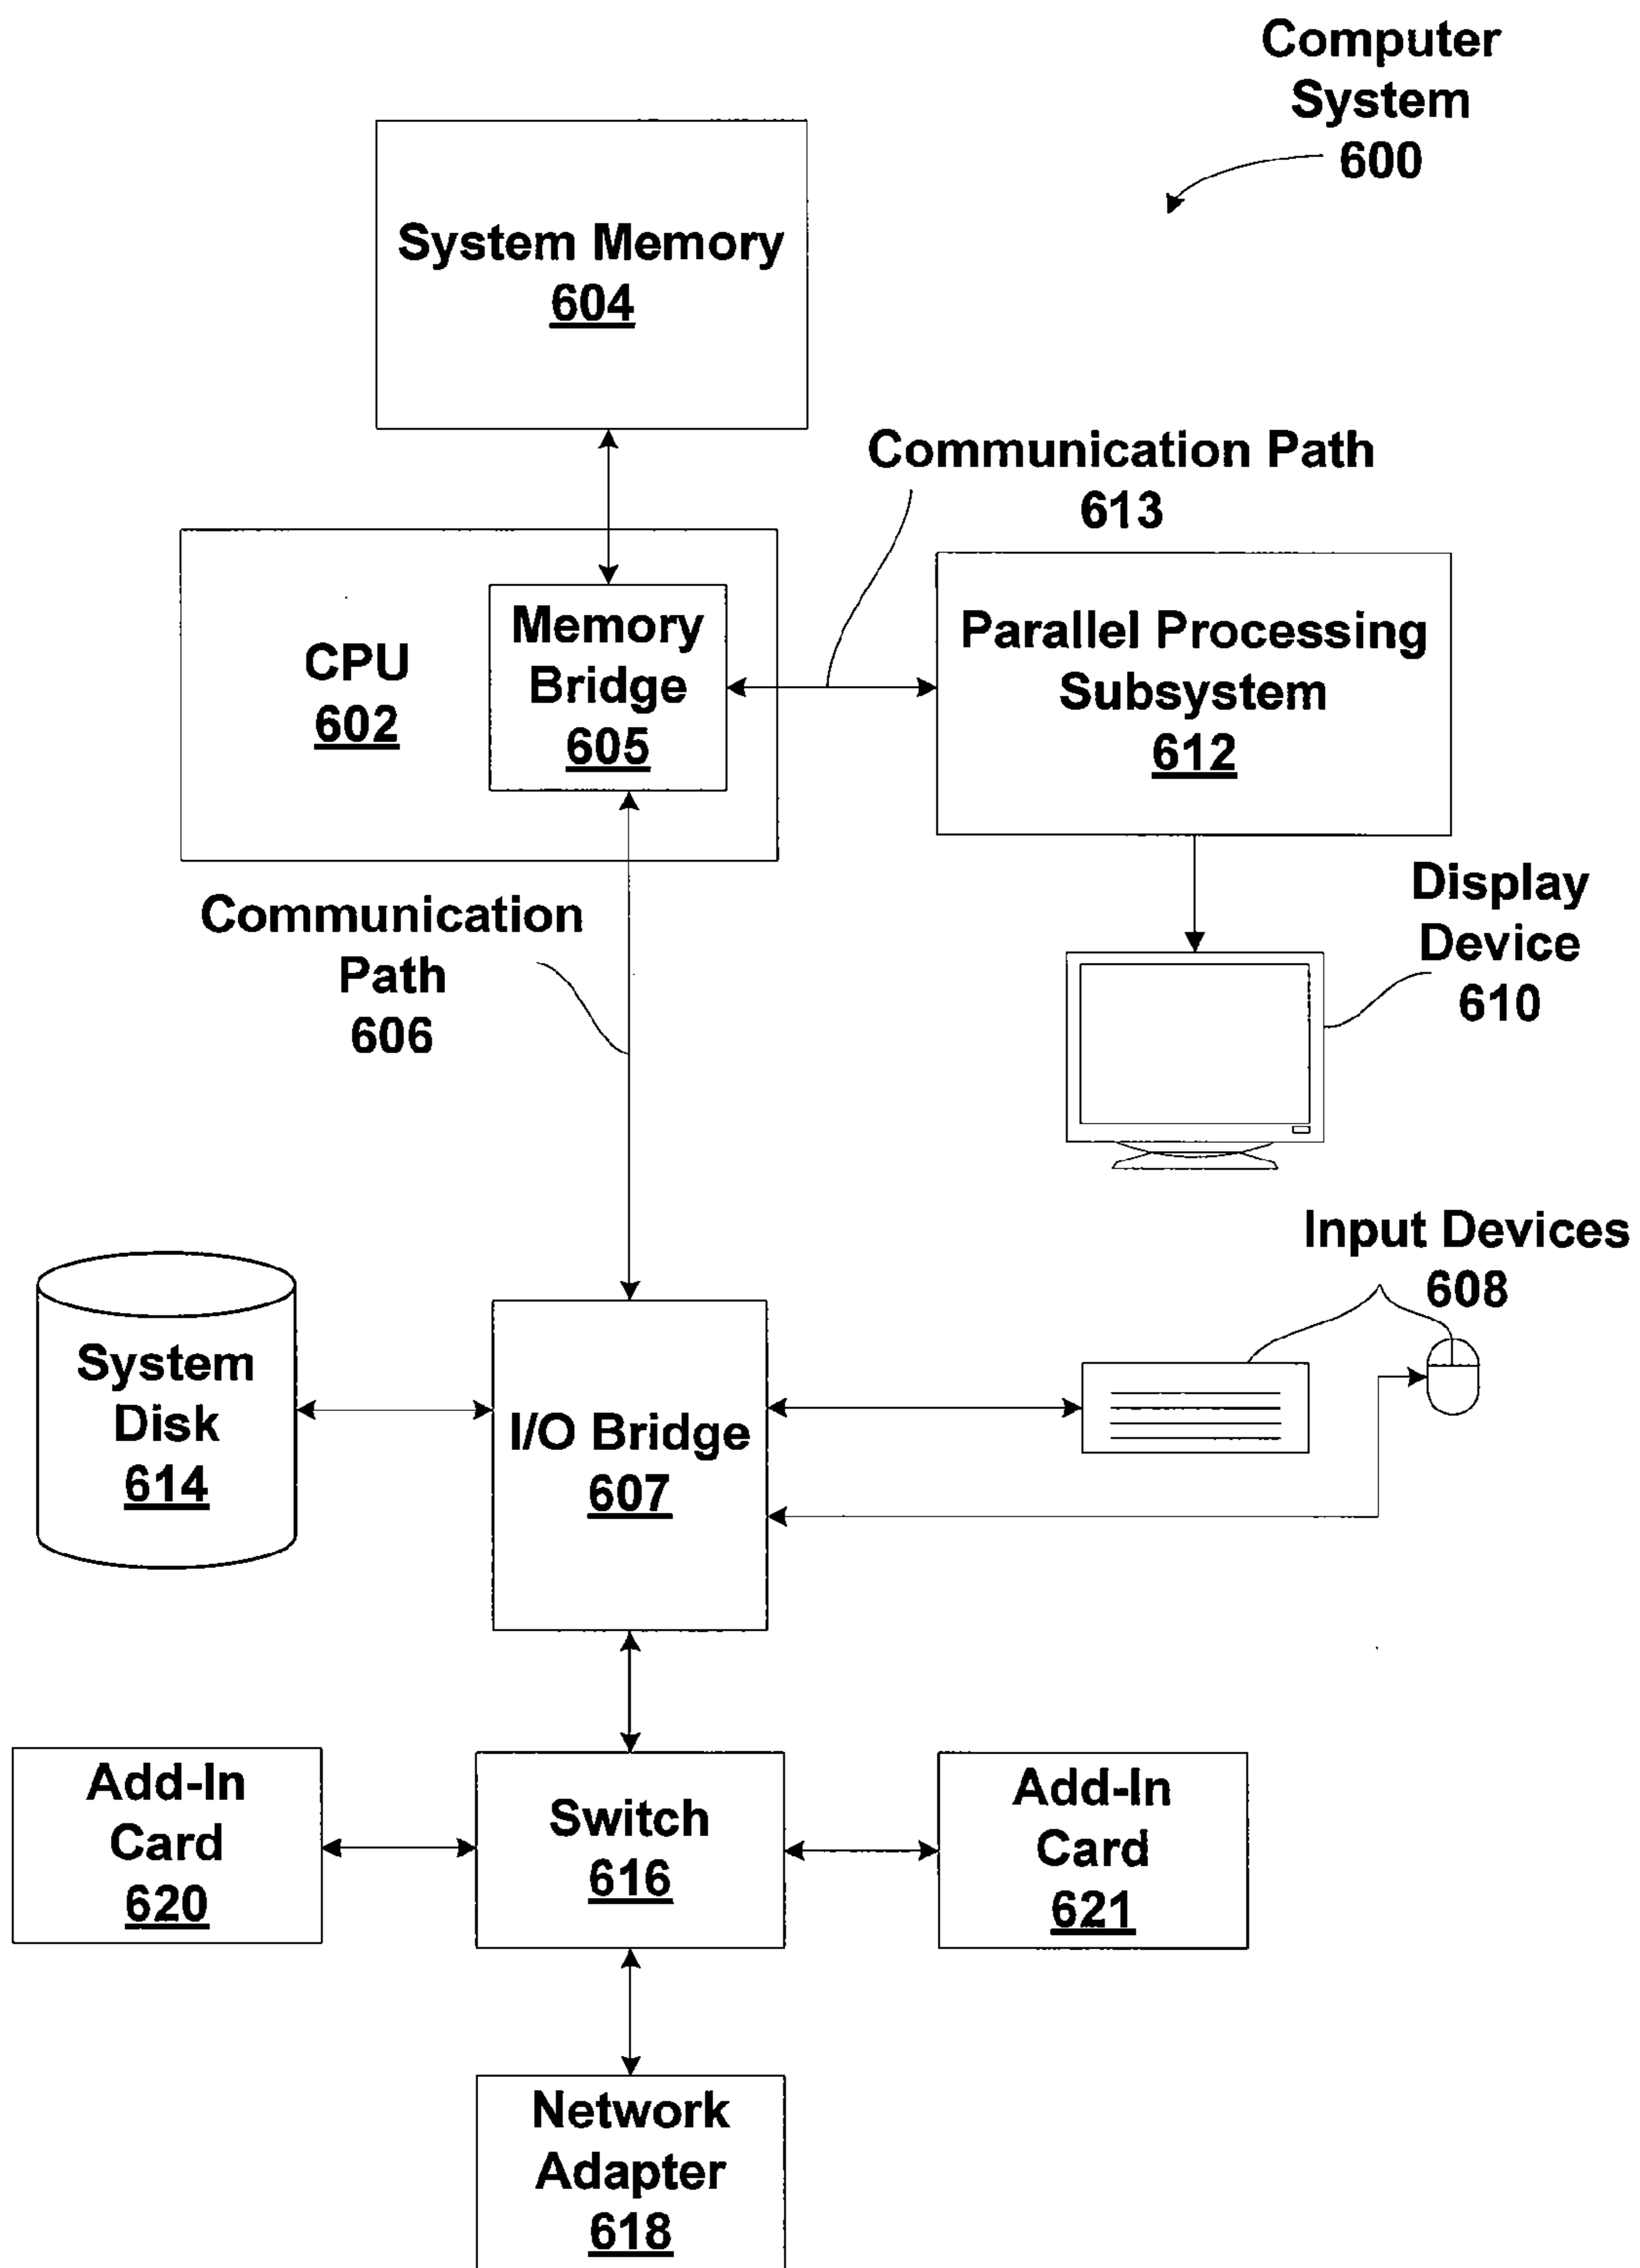 Computer
System
600
System Memory
604
Communication Path
613
CPU
602
Memory
Bridge
605
Parallel Processing
Subsystem
612
Communication
Path
606
Display
Device
610
Input Devices
608
System
Disk
614
I/O Bridge
607
Add-In
Card
620
Switch
616
Add-In
Card
621
Network
Adapter
618